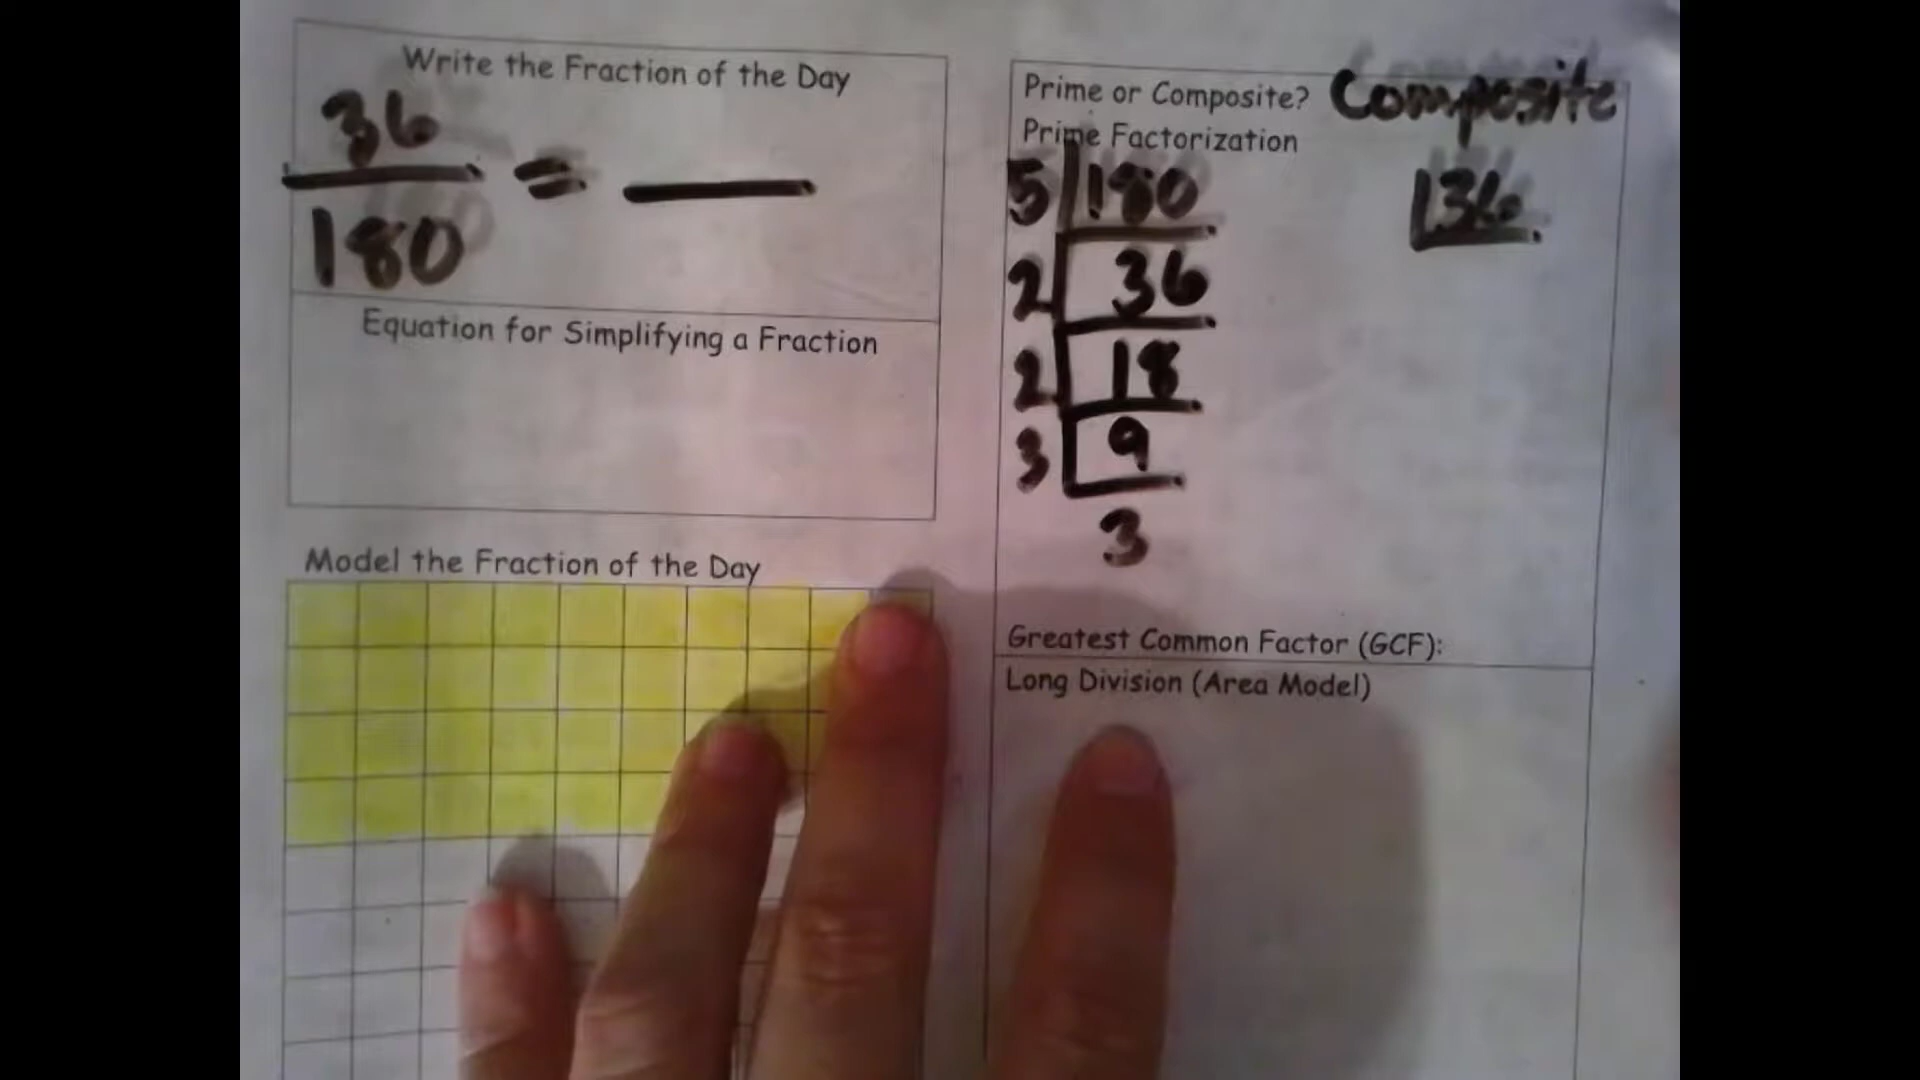 Write the Fraction of the Day
36
180
=
Equation for Simplifying a Fraction
Model the Fraction of the Day
Prime or Composite? Composite
Prime Factorization
5 180
2 36
2 18
3 9
3
36
Greatest Common Factor (GCF):
Long Division (Area Model)